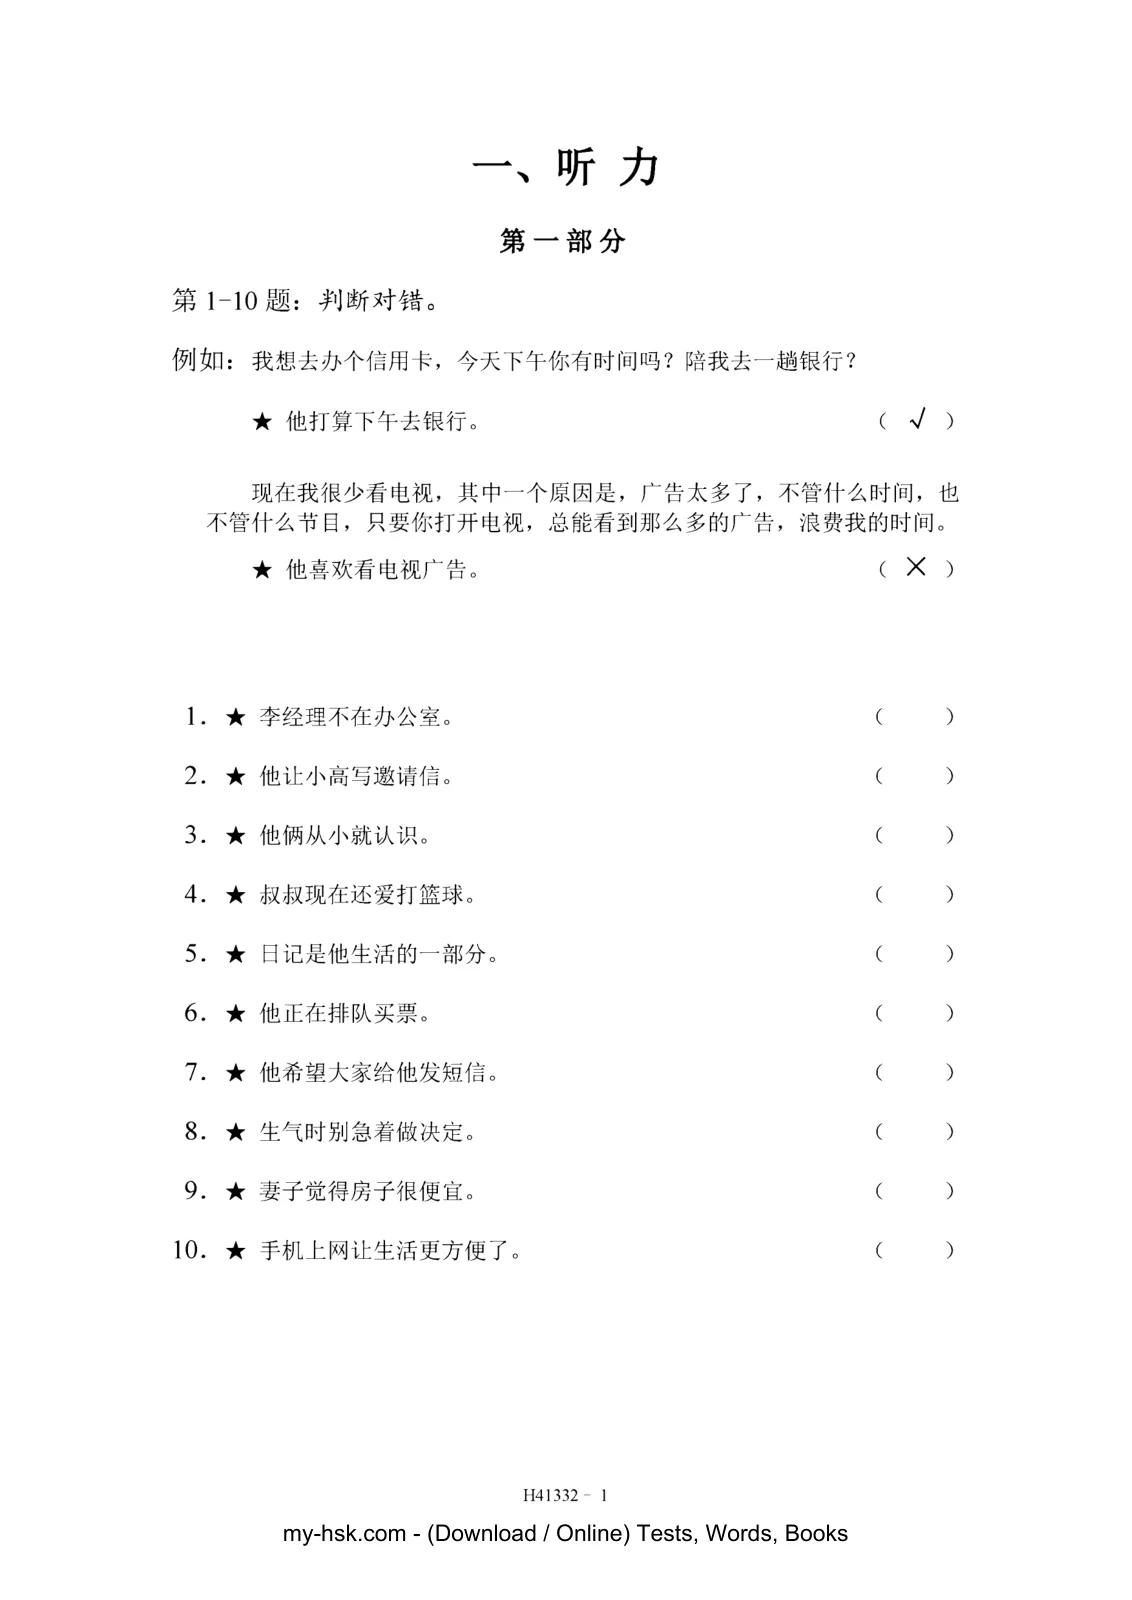 一、听 力
第一部分
第 1-10 题：判断对错。
例如：我想去办个信用卡，今天下午你有时间吗？陪我去一趟银行？
★ 他打算下午去银行。 （ √ ）
现在我很少看电视，其中一个原因是，广告太多了，不管什么时间，也
不管什么节目，只要你打开电视，总能看到那么多的广告，浪费我的时间。
★ 他喜欢看电视广告。 （ × ）
1．★ 李经理不在办公室。 （ ）
2．★ 他让小高写邀请信。 （ ）
3．★ 他俩从小就认识。 （ ）
4．★ 叔叔现在还爱打篮球。 （ ）
5．★ 日记是他生活的一部分。 （ ）
6．★ 他正在排队买票。 （ ）
7．★ 他希望大家给他发短信。 （ ）
8．★ 生气时别急着做决定。 （ ）
9．★ 妻子觉得房子很便宜。 （ ）
10．★ 手机上网让生活更方便了。 （ ）
H41332 - 1
my-hsk.com - (Download / Online) Tests, Words, Books